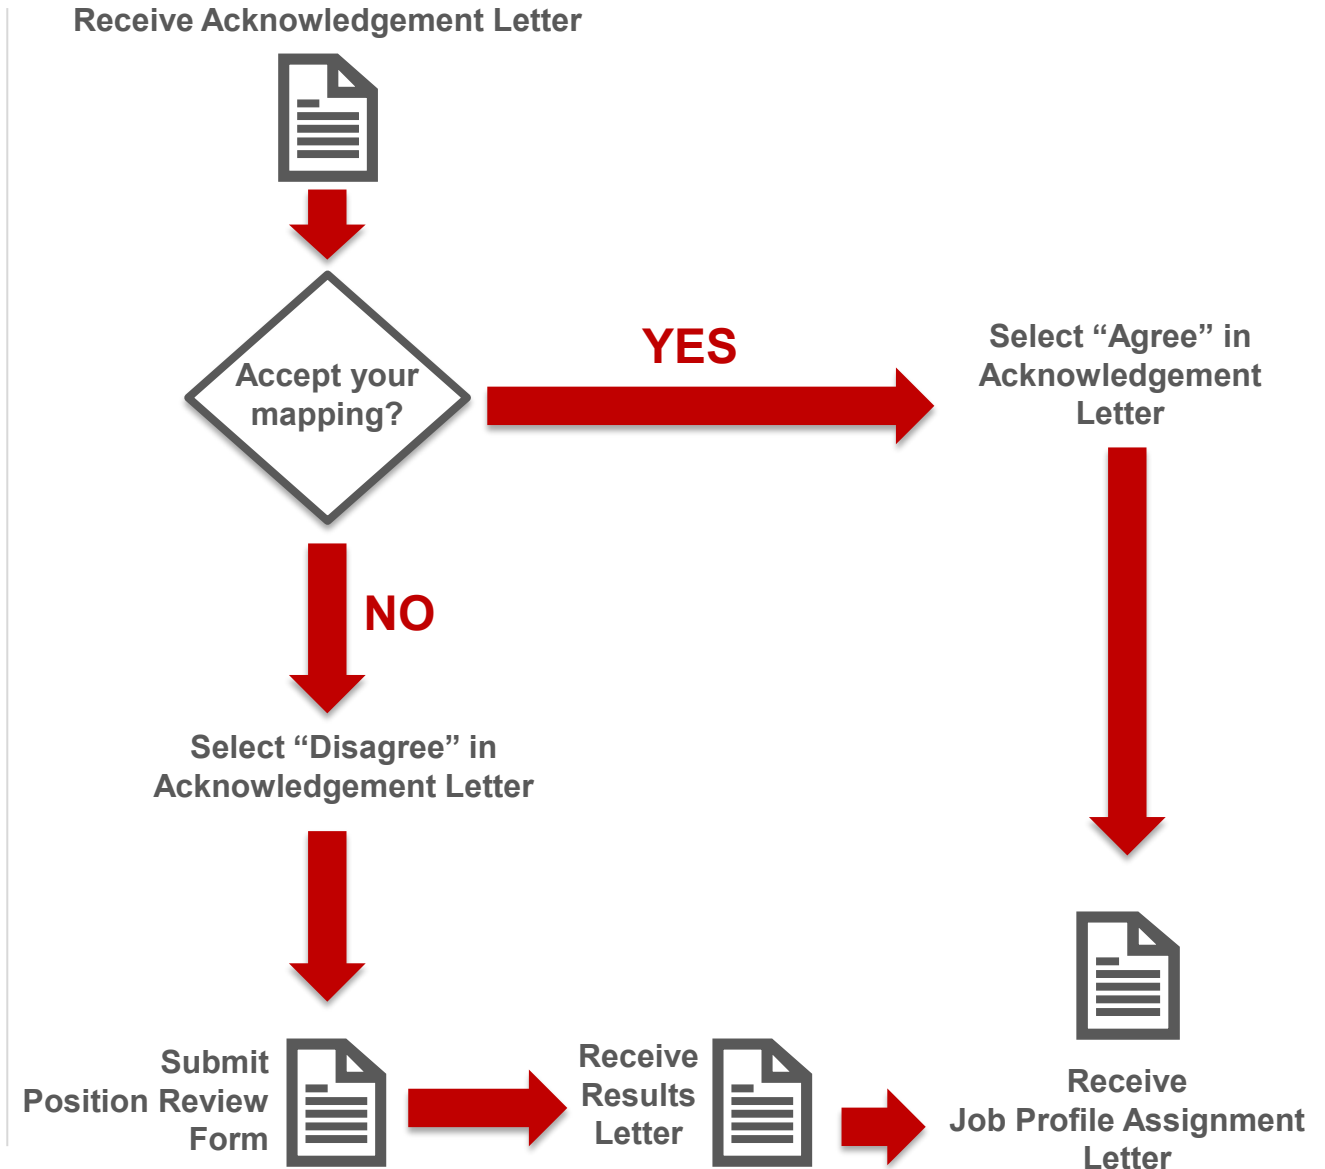 Receive Acknowledgement Letter
Accept your
mapping?
YES
Select “Agree” in
Acknowledgement
Letter
NO
Select “Disagree” in
Acknowledgement Letter
Submit
Position Review
Form
Receive
Results
Letter
Receive
Job Profile Assignment
Letter